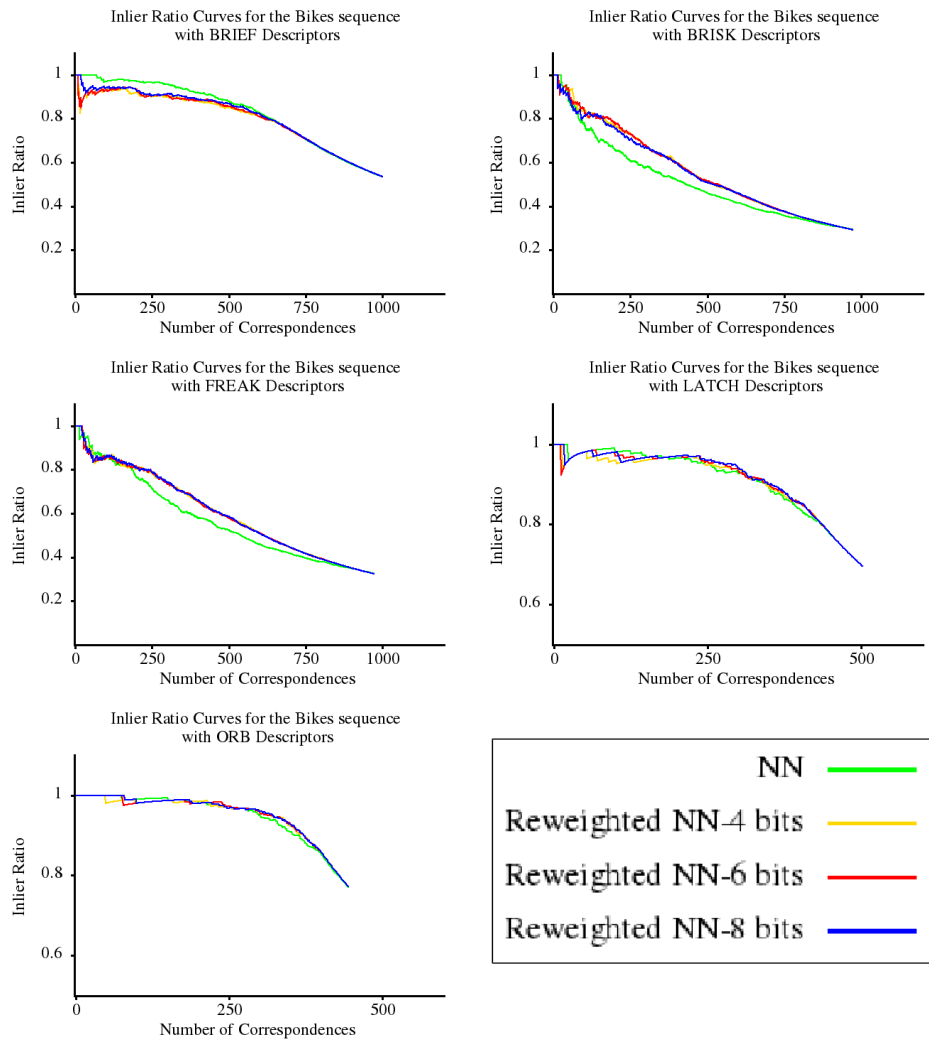 Inlier Ratio Curves for the Bikes sequence
with BRIEF Descriptors
1
0.8
0.6
0.4
0.2
Inlier Ratio
0 250 500 750 1000
Number of Correspondences
Inlier Ratio Curves for the Bikes sequence
with BRISK Descriptors
1
0.8
0.6
0.4
0.2
Inlier Ratio
0 250 500 750 1000
Number of Correspondences
Inlier Ratio Curves for the Bikes sequence
with FREAK Descriptors
1
0.8
0.6
0.4
0.2
Inlier Ratio
0 250 500 750 1000
Number of Correspondences
Inlier Ratio Curves for the Bikes sequence
with LATCH Descriptors
1
0.8
0.6
Inlier Ratio
0 250 500
Number of Correspondences
Inlier Ratio Curves for the Bikes sequence
with ORB Descriptors
1
0.8
0.6
Inlier Ratio
0 250 500
Number of Correspondences
NN
Reweighted NN-4 bits
Reweighted NN-6 bits
Reweighted NN-8 bits